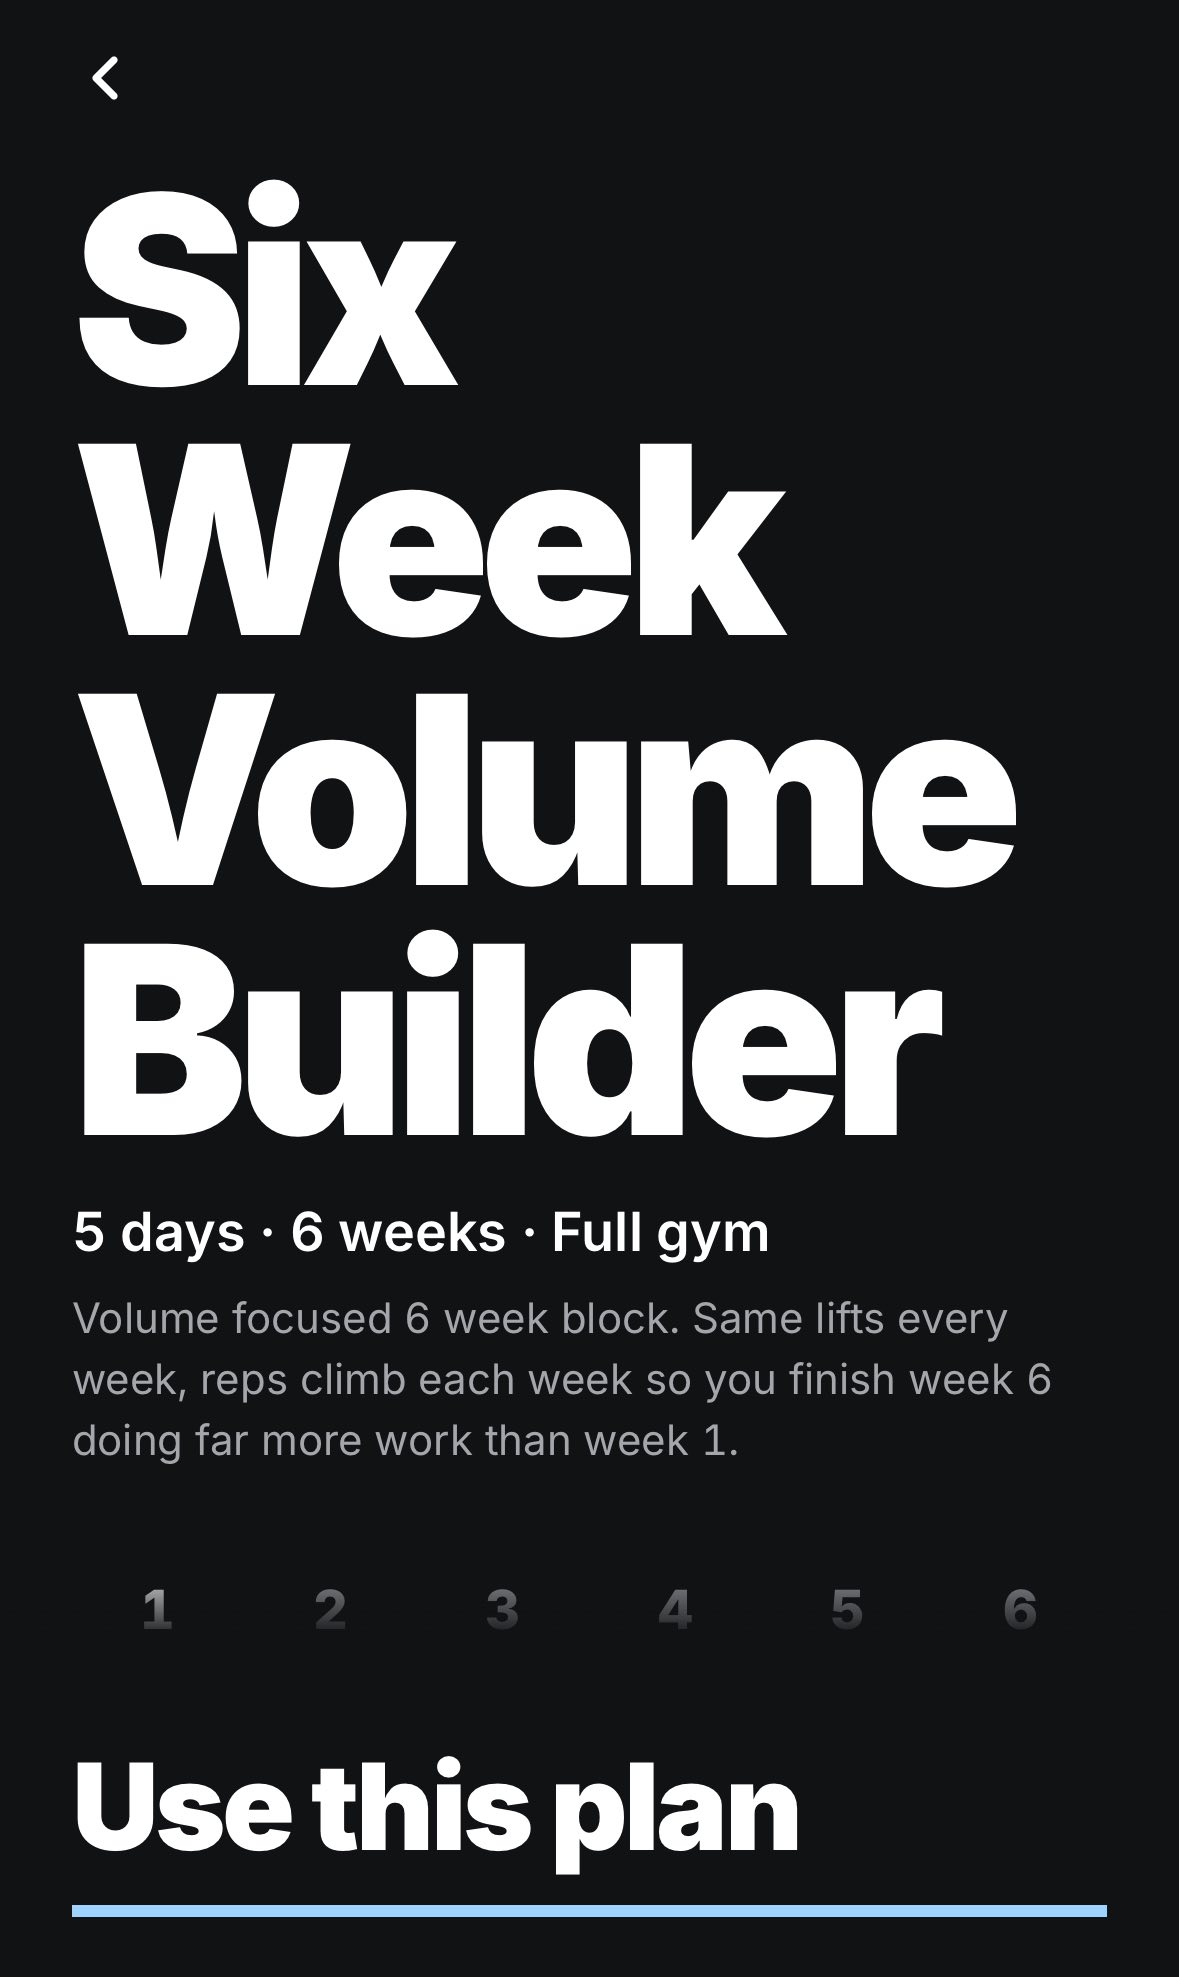 Six
Week
Volume
Builder
5 days · 6 weeks · Full gym
Volume focused 6 week block. Same lifts every
week, reps climb each week so you finish week 6
doing far more work than week 1.
1 2 3 4 5 6
Use this plan